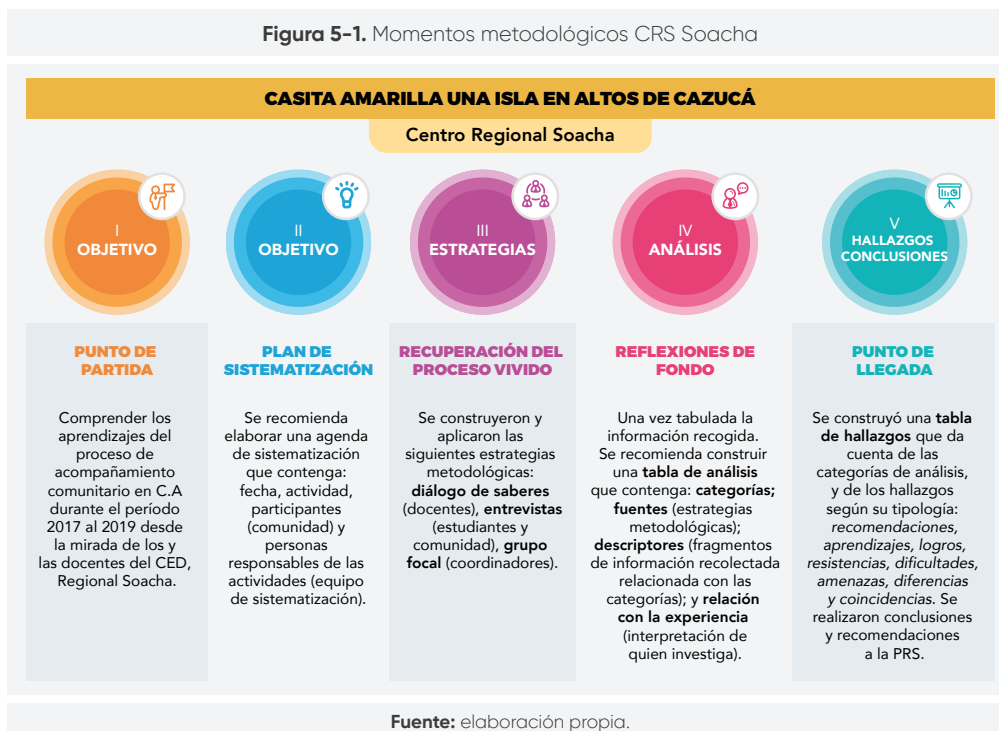 Figura 5-1. Momentos metodológicos CRS Soacha
CASITA AMARILLA UNA ISLA EN ALTOS DE CAZUCÁ
Centro Regional Soacha
I
OBJETIVO
II
OBJETIVO
III
ESTRATEGIAS
IV
ANÁLISIS
V
HALLAZGOS
CONCLUSIONES
PUNTO DE
PARTIDA
Comprender los
aprendizajes del
proceso de
acompañamiento
comunitario en C.A
durante el período
2017 al 2019 desde
la mirada de los y
las docentes del CED,
Regional Soacha.
PLAN DE
SISTEMATIZACIÓN
Se recomienda
elaborar una agenda
de sistematización
que contenga:
fecha, actividad,
participantes
(comunidad) y
personas
responsables de las
actividades (equipo
de sistematización).
RECUPERACIÓN DEL
PROCESO VIVIDO
Se construyeron y
aplicaron las
siguientes estrategias
metodológicas:
diálogo de saberes
(docentes), entrevistas
(estudiantes y
comunidad), grupo
focal (coordinadores).
REFLEXIONES DE
FONDO
Una vez tabulada la
información recogida.
Se recomienda construir
una tabla de análisis
que contenga: categorías;
fuentes (estrategias
metodológicas);
descriptores (fragmentos
de información recolectada
relacionada con las
categorías); y relación
con la experiencia
(interpretación de
quien investiga).
PUNTO DE
LLEGADA
Se construyó una tabla
de hallazgos que da
cuenta de las
categorías de análisis,
y de los hallazgos
según su tipología:
recomendaciones,
aprendizajes, logros,
resistencias, dificultades,
amenazas, diferencias
y coincidencias. Se
realizaron conclusiones
y recomendaciones
a la PRS.
Fuente: elaboración propia.